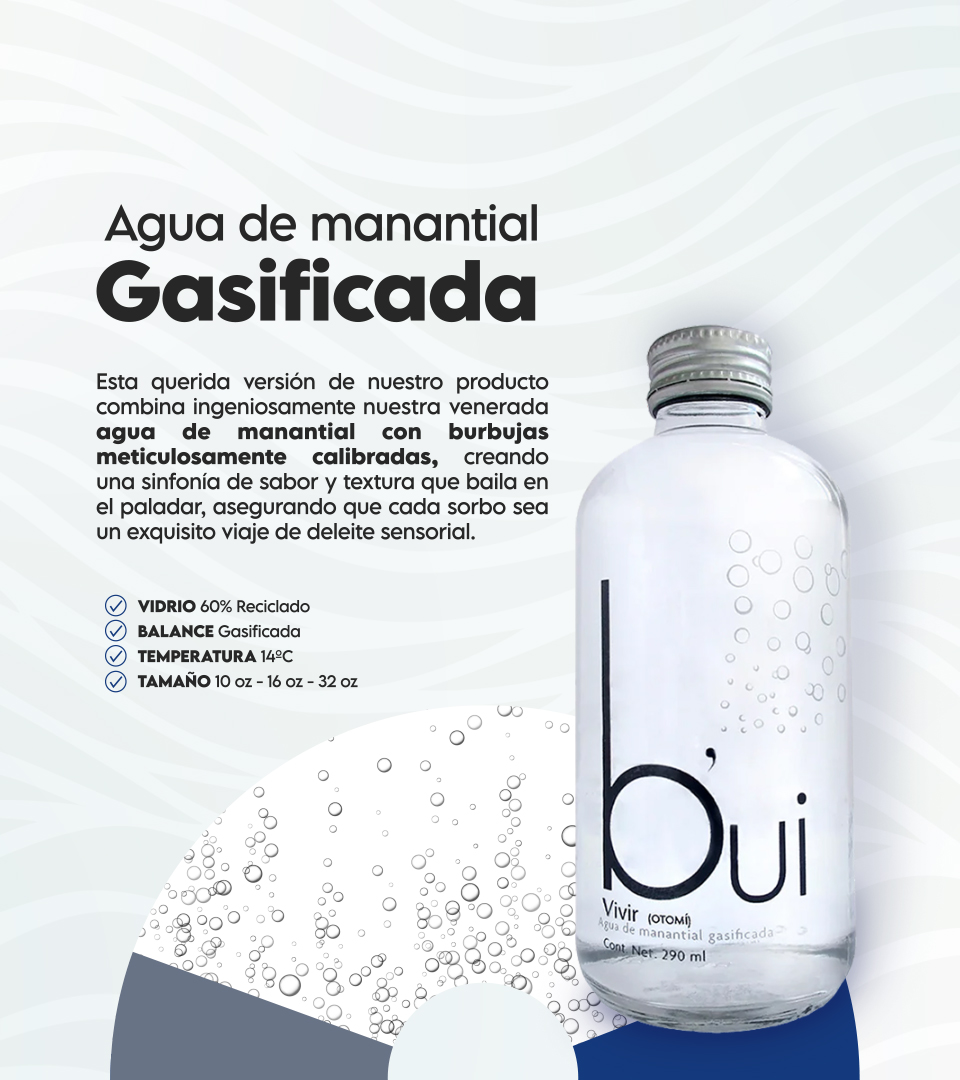 Agua de manantial
Gasificada
Esta querida versión de nuestro producto
combina ingeniosamente nuestra venerada
agua de manantial con burbujas
meticulosamente calibradas, creando
una sinfonía de sabor y textura que baila en
el paladar, asegurando que cada sorbo sea
un exquisito viaje de deleite sensorial.
VIDRIO 60% Reciclado
BALANCE Gasificada
TEMPERATURA 14ºC
TAMAÑO 10 oz - 16 oz - 32 oz
b'ui
Vivir (OTOMÍ)
Agua de manantial gasificada
Cont. Net. 290 ml